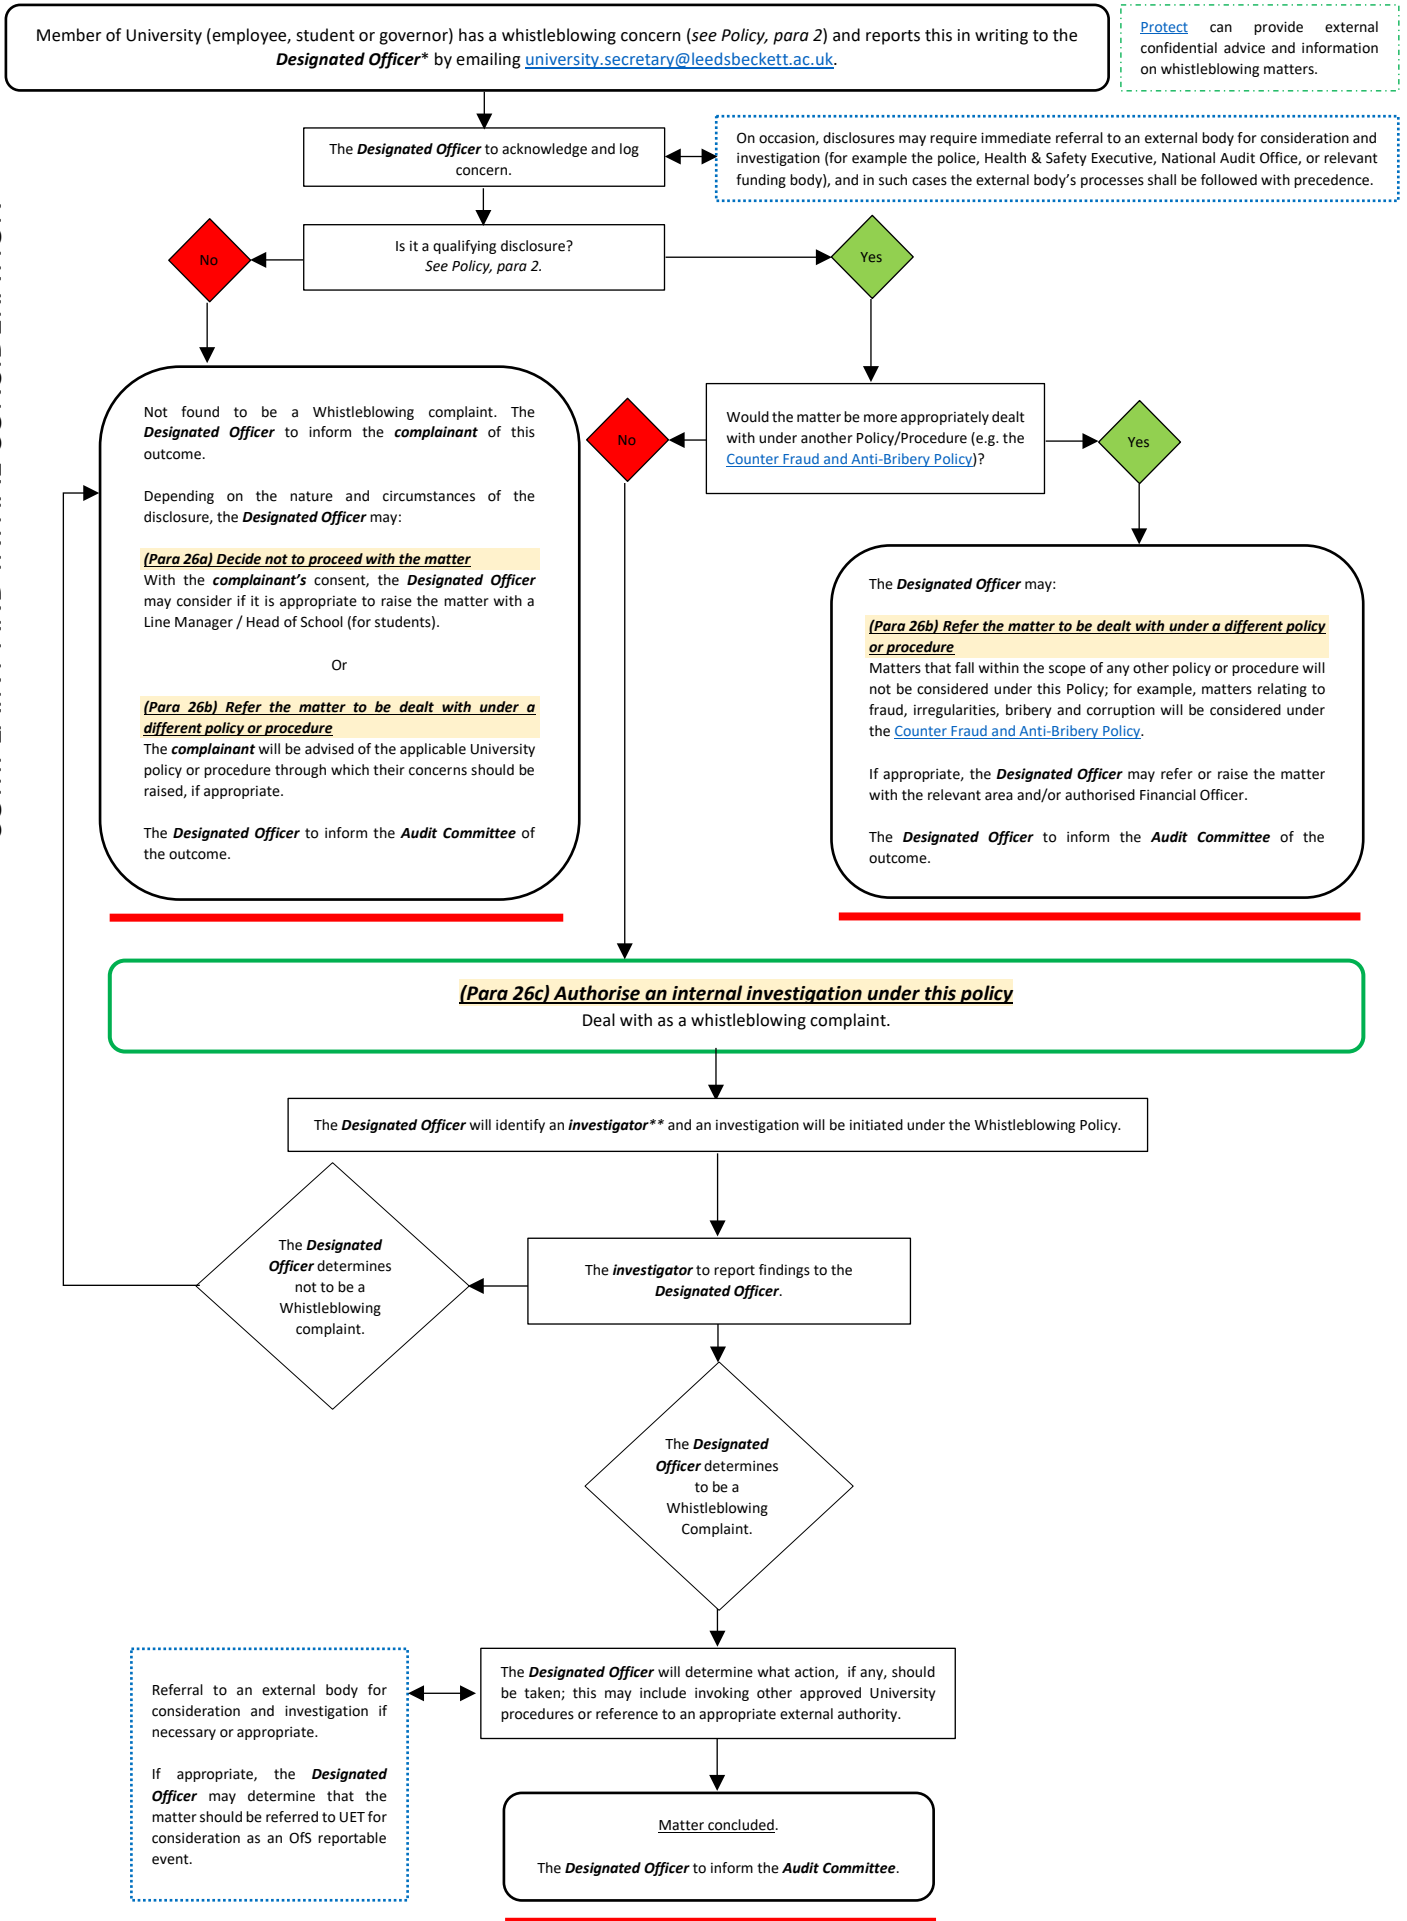 Member of University (employee, student or governor) has a whistleblowing concern (see Policy, para 2) and reports this in writing to the
Designated Officer* by emailing university.secretary@leedsbeckett.ac.uk.
Protect can provide external
confidential advice and information
on whistleblowing matters.
The Designated Officer to acknowledge and log
concern.
On occasion, disclosures may require immediate referral to an external body for consideration and
investigation (for example the police, Health & Safety Executive, National Audit Office, or relevant
funding body), and in such cases the external body's processes shall be followed with precedence.
Is it a qualifying disclosure?
See Policy, para 2.
No
Yes
Not found to be a Whistleblowing complaint. The
Designated Officer to inform the complainant of this
outcome.
Depending on the nature and circumstances of the
disclosure, the Designated Officer may:
(Para 26a) Decide not to proceed with the matter
With the complainant's consent, the Designated Officer
may consider if it is appropriate to raise the matter with a
Line Manager / Head of School (for students).
Or
(Para 26b) Refer the matter to be dealt with under a
different policy or procedure
The complainant will be advised of the applicable University
policy or procedure through which their concerns should be
raised, if appropriate.
The Designated Officer to inform the Audit Committee of
the outcome.
Would the matter be more appropriately dealt
with under another Policy/Procedure (e.g. the
Counter Fraud and Anti-Bribery Policy)?
No
Yes
The Designated Officer may:
(Para 26b) Refer the matter to be dealt with under a different policy
or procedure
Matters that fall within the scope of any other policy or procedure will
not be considered under this Policy; for example, matters relating to
fraud, irregularities, bribery and corruption will be considered under
the Counter Fraud and Anti-Bribery Policy.
If appropriate, the Designated Officer may refer or raise the matter
with the relevant area and/or authorised Financial Officer.
The Designated Officer to inform the Audit Committee of the
outcome.
(Para 26c) Authorise an internal investigation under this policy
Deal with as a whistleblowing complaint.
The Designated Officer will identify an investigator** and an investigation will be initiated under the Whistleblowing Policy.
The Designated
Officer determines
not to be a
Whistleblowing
complaint.
The investigator to report findings to the
Designated Officer.
The Designated
Officer determines
to be a
Whistleblowing
Complaint.
The Designated Officer will determine what action, if any, should
be taken; this may include invoking other approved University
procedures or reference to an appropriate external authority.
Referral to an external body for
consideration and investigation if
necessary or appropriate.
If appropriate, the Designated
Officer may determine that the
matter should be referred to UET for
consideration as an OfS reportable
event.
Matter concluded.
The Designated Officer to inform the Audit Committee.